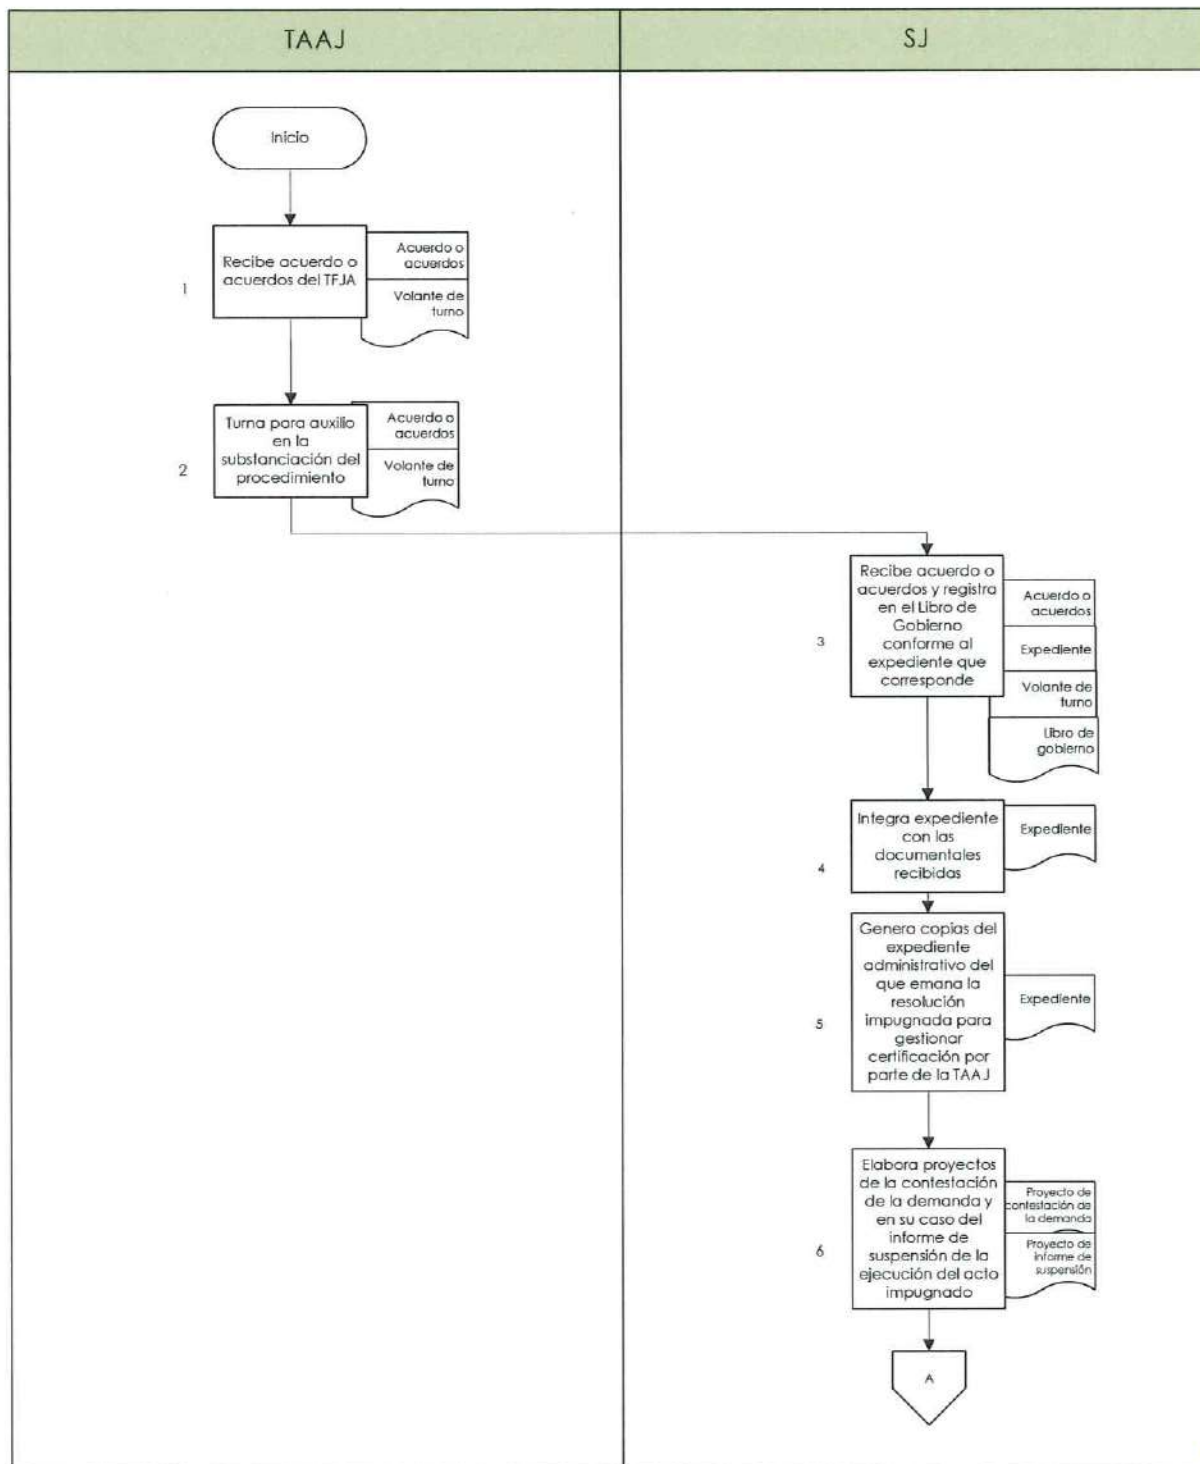 TAAJ
SJ
Inicio
1
Recibe acuerdo o
acuerdos del TFJA
Acuerdo o
acuerdos
Volante de
turno
2
Turna para auxilio
en la
substanciación del
procedimiento
Acuerdo o
acuerdos
Volante de
turno
3
Recibe acuerdo o
acuerdos y registra
en el Libro de
Gobierno
conforme al
expediente que
corresponde
Acuerdo o
acuerdos
Expediente
Volante de
turno
Libro de
gobierno
4
Integra expediente
con las
documentales
recibidas
Expediente
5
Genera copias del
expediente
administrativo del
que emana la
resolución
impugnada para
gestionar
certificación por
parte de la TAAJ
Expediente
6
Elabora proyectos
de la contestación
de la demanda y
en su caso del
informe de
suspensión de la
ejecución del acto
impugnado
Proyecto de
contestación de
la demanda
Proyecto de
informe de
suspensión
A